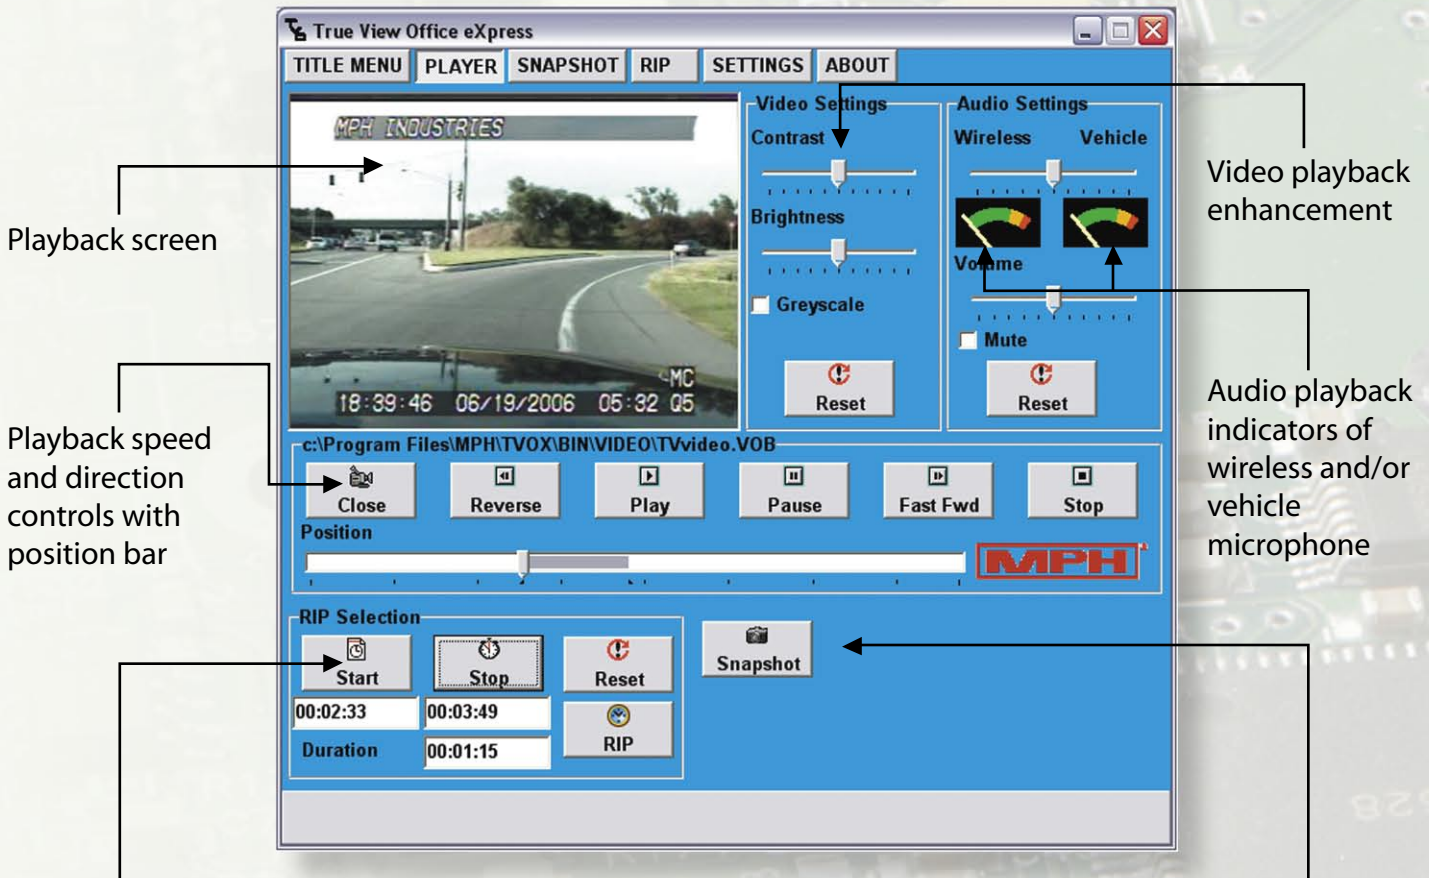 True View Office eXpress
TITLE MENU PLAYER SNAPSHOT RIP SETTINGS ABOUT
MPH INDUSTRIES
MC
18:39:46 06/19/2006 05:32 Q5
Video Settings
Contrast
Brightness
Greyscale
Reset
Audio Settings
Wireless Vehicle
Volume
Mute
Reset
c:\Program Files\MPH\TVOX\BIN\VIDEO\TVvideo.VOB
Close Reverse Play Pause Fast Fwd Stop
Position
MPH
RIP Selection
Start Stop Reset
00:02:33 00:03:49
Duration 00:01:15 RIP
Snapshot
Playback screen
Playback speed
and direction
controls with
position bar
Video playback
enhancement
Audio playback
indicators of
wireless and/or
vehicle
microphone